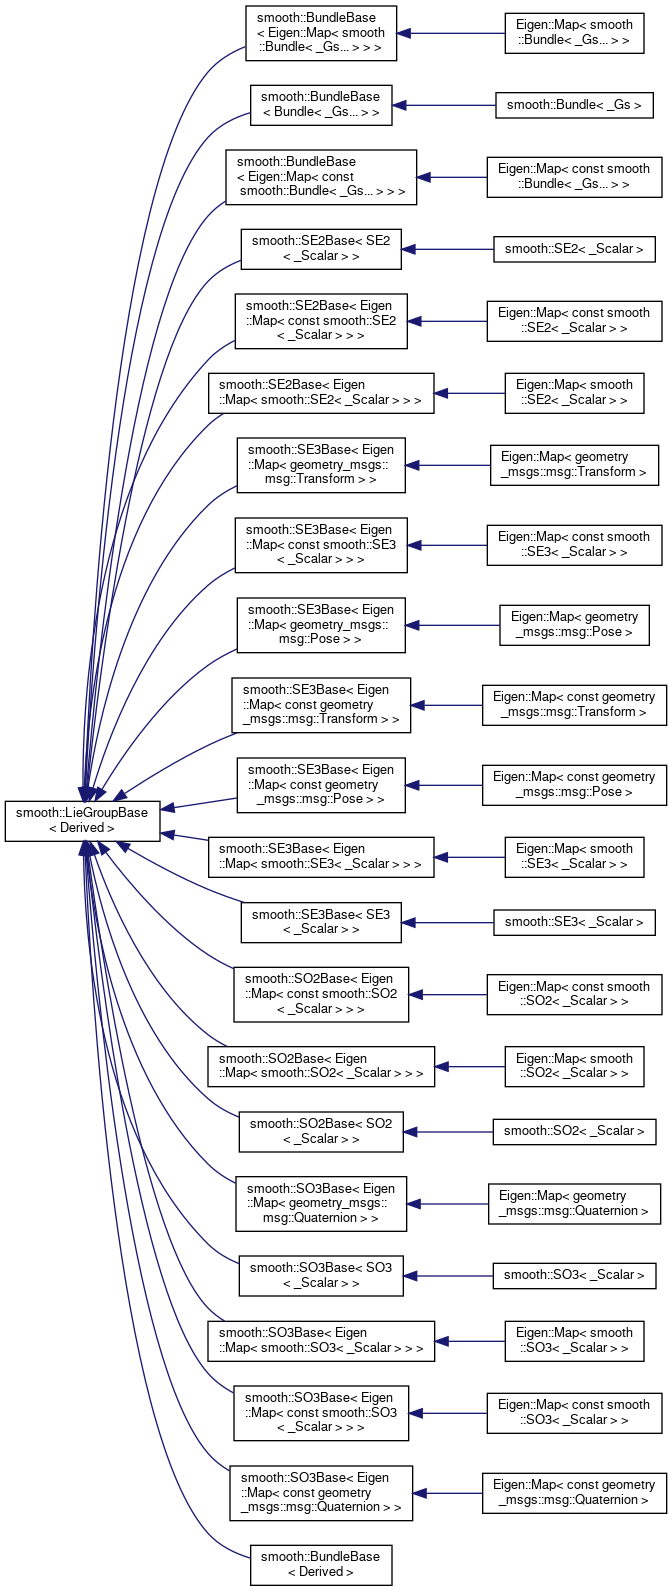 smooth::BundleBase
< Eigen::Map< smooth
::Bundle< _Gs... > > >
Eigen::Map< smooth
::Bundle< _Gs... > >
smooth::BundleBase
< Bundle< _Gs... > >
smooth::Bundle< _Gs >
smooth::BundleBase
< Eigen::Map< const
smooth::Bundle< _Gs... > > >
Eigen::Map< const smooth
::Bundle< _Gs... > >
smooth::SE2Base< SE2
< _Scalar > >
smooth::SE2< _Scalar >
smooth::SE2Base< Eigen
::Map< const smooth::SE2
< _Scalar > > >
Eigen::Map< const smooth
::SE2< _Scalar > >
smooth::SE2Base< Eigen
::Map< smooth::SE2< _Scalar > > >
Eigen::Map< smooth
::SE2< _Scalar > >
smooth::SE3Base< Eigen
::Map< geometry_msgs::
msg::Transform > >
Eigen::Map< geometry
_msgs::msg::Transform >
smooth::SE3Base< Eigen
::Map< const smooth::SE3
< _Scalar > > >
Eigen::Map< const smooth
::SE3< _Scalar > >
smooth::SE3Base< Eigen
::Map< geometry_msgs::
msg::Pose > >
Eigen::Map< geometry
_msgs::msg::Pose >
smooth::SE3Base< Eigen
::Map< const geometry
_msgs::msg::Transform > >
Eigen::Map< const geometry
_msgs::msg::Transform >
smooth::SE3Base< Eigen
::Map< const geometry
_msgs::msg::Pose > >
Eigen::Map< const geometry
_msgs::msg::Pose >
smooth::LieGroupBase
< Derived >
smooth::SE3Base< Eigen
::Map< smooth::SE3< _Scalar > > >
Eigen::Map< smooth
::SE3< _Scalar > >
smooth::SE3Base< SE3
< _Scalar > >
smooth::SE3< _Scalar >
smooth::SO2Base< Eigen
::Map< const smooth::SO2
< _Scalar > > >
Eigen::Map< const smooth
::SO2< _Scalar > >
smooth::SO2Base< Eigen
::Map< smooth::SO2< _Scalar > > >
Eigen::Map< smooth
::SO2< _Scalar > >
smooth::SO2Base< SO2
< _Scalar > >
smooth::SO2< _Scalar >
smooth::SO3Base< Eigen
::Map< geometry_msgs::
msg::Quaternion > >
Eigen::Map< geometry
_msgs::msg::Quaternion >
smooth::SO3Base< SO3
< _Scalar > >
smooth::SO3< _Scalar >
smooth::SO3Base< Eigen
::Map< smooth::SO3< _Scalar > > >
Eigen::Map< smooth
::SO3< _Scalar > >
smooth::SO3Base< Eigen
::Map< const smooth::SO3
< _Scalar > > >
Eigen::Map< const smooth
::SO3< _Scalar > >
smooth::SO3Base< Eigen
::Map< const geometry
_msgs::msg::Quaternion > >
Eigen::Map< const geometry
_msgs::msg::Quaternion >
smooth::BundleBase
< Derived >